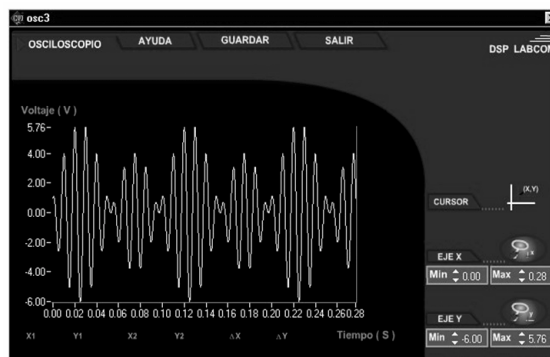 osc3
OSCILOSCOPIO AYUDA GUARDAR SALIR
DSP LABCOM
Voltaje ( V )
5.76
4.00
2.00
0.00
-2.00
-4.00
-6.00
0.00 0.02 0.04 0.06 0.08 0.10 0.12 0.14 0.16 0.18 0.20 0.22 0.24 0.26 0.28
X1 Y1 X2 Y2 ΔX ΔY Tiempo ( S )
CURSOR
(X,Y)
EJE X
Min 0.00 Max 0.28
EJE Y
Min -6.00 Max 5.76